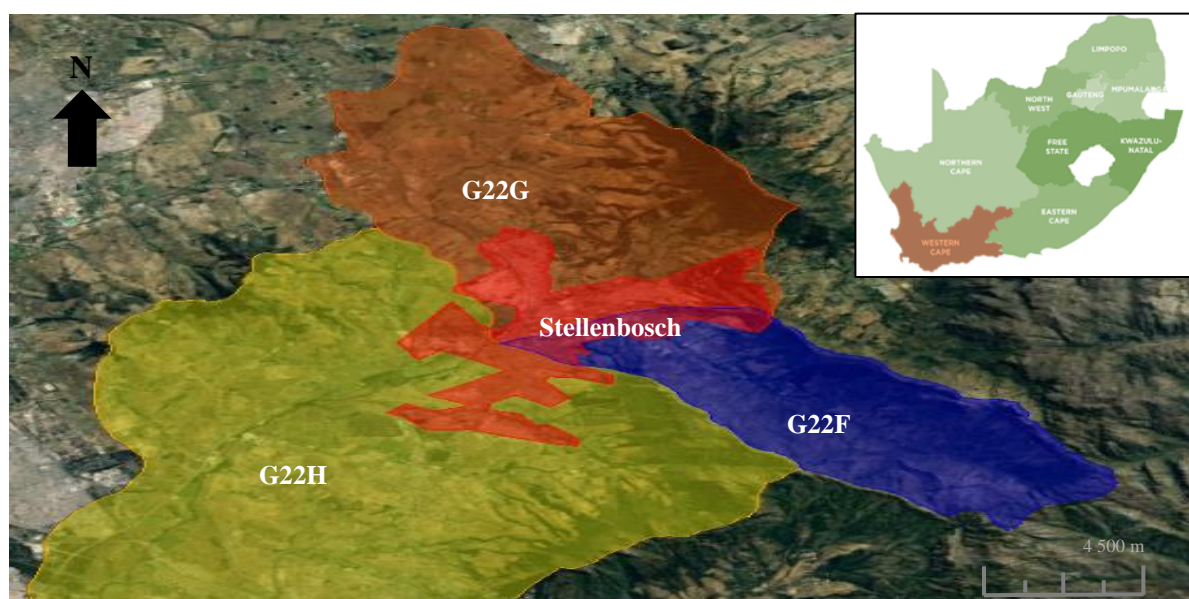 N
G22G
Stellenbosch
G22F
G22H
4 500 m
LIMPOPO
GAUTENG
MPUMALANGA
NORTH
WEST
FREE
STATE
KWAZULU-
NATAL
NORTHERN
CAPE
EASTERN
CAPE
WESTERN
CAPE